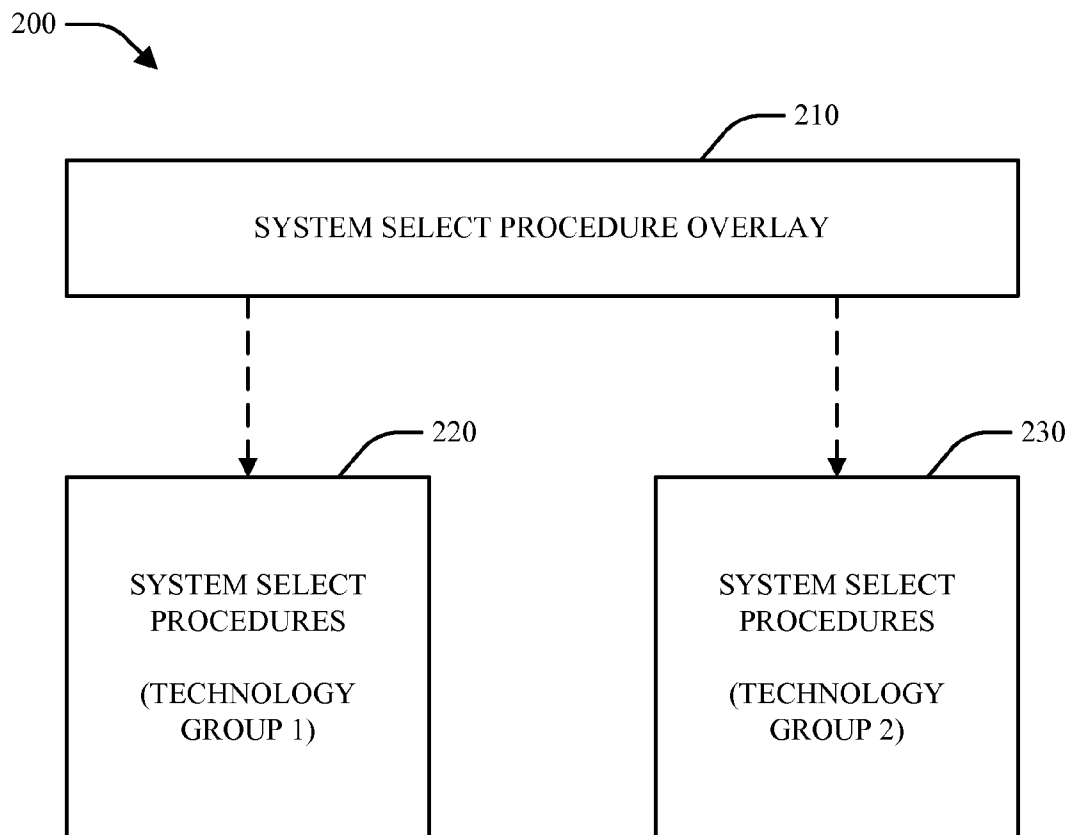 200
210
SYSTEM SELECT PROCEDURE OVERLAY
220
230
SYSTEM SELECT
PROCEDURES
(TECHNOLOGY
GROUP 1)
SYSTEM SELECT
PROCEDURES
(TECHNOLOGY
GROUP 2)